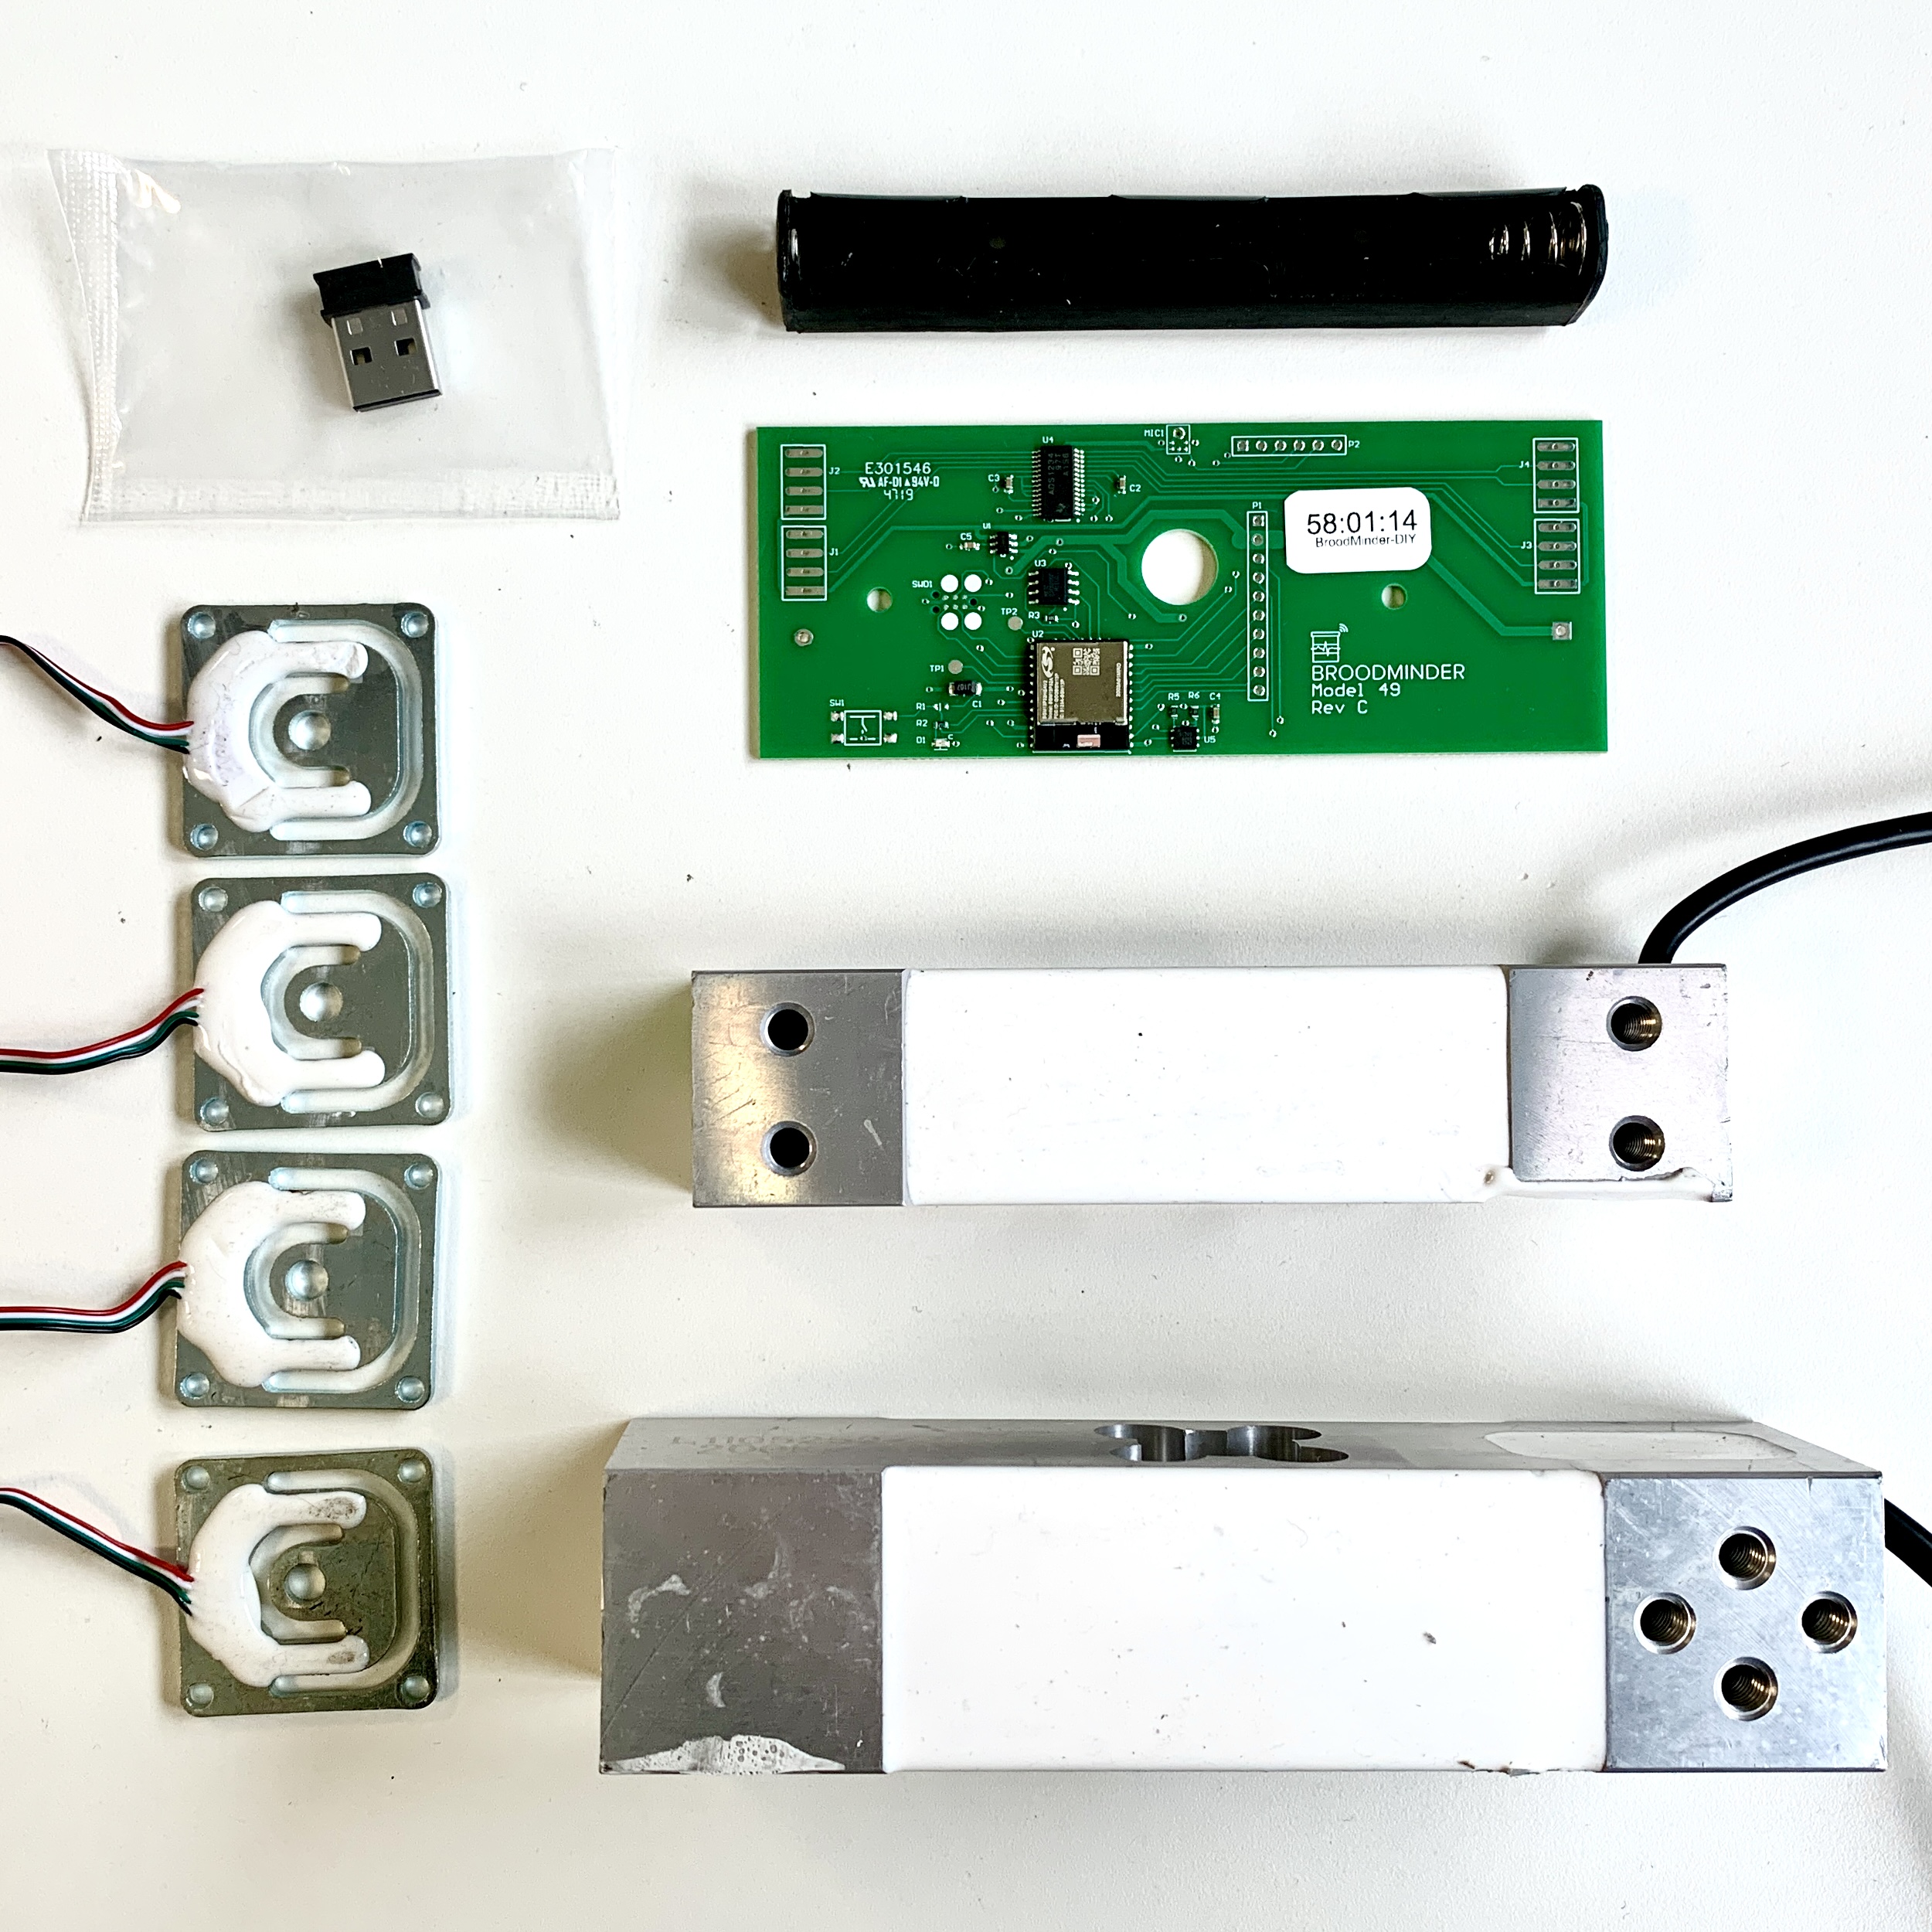 J2
E301546
AF-DI▲94V-0
4719
U4
C3
C2
MIC1
P2
J4
J1
U1
C5
P1
58:01:14
BroodMinder-DIY
J3
SWD1
U3
R3
TP2
U2
TP1
C1
SW1
R1
R2
D1
C
R5
R6
C4
U5
BROODMINDER
Model 49
Rev C
ADS1234